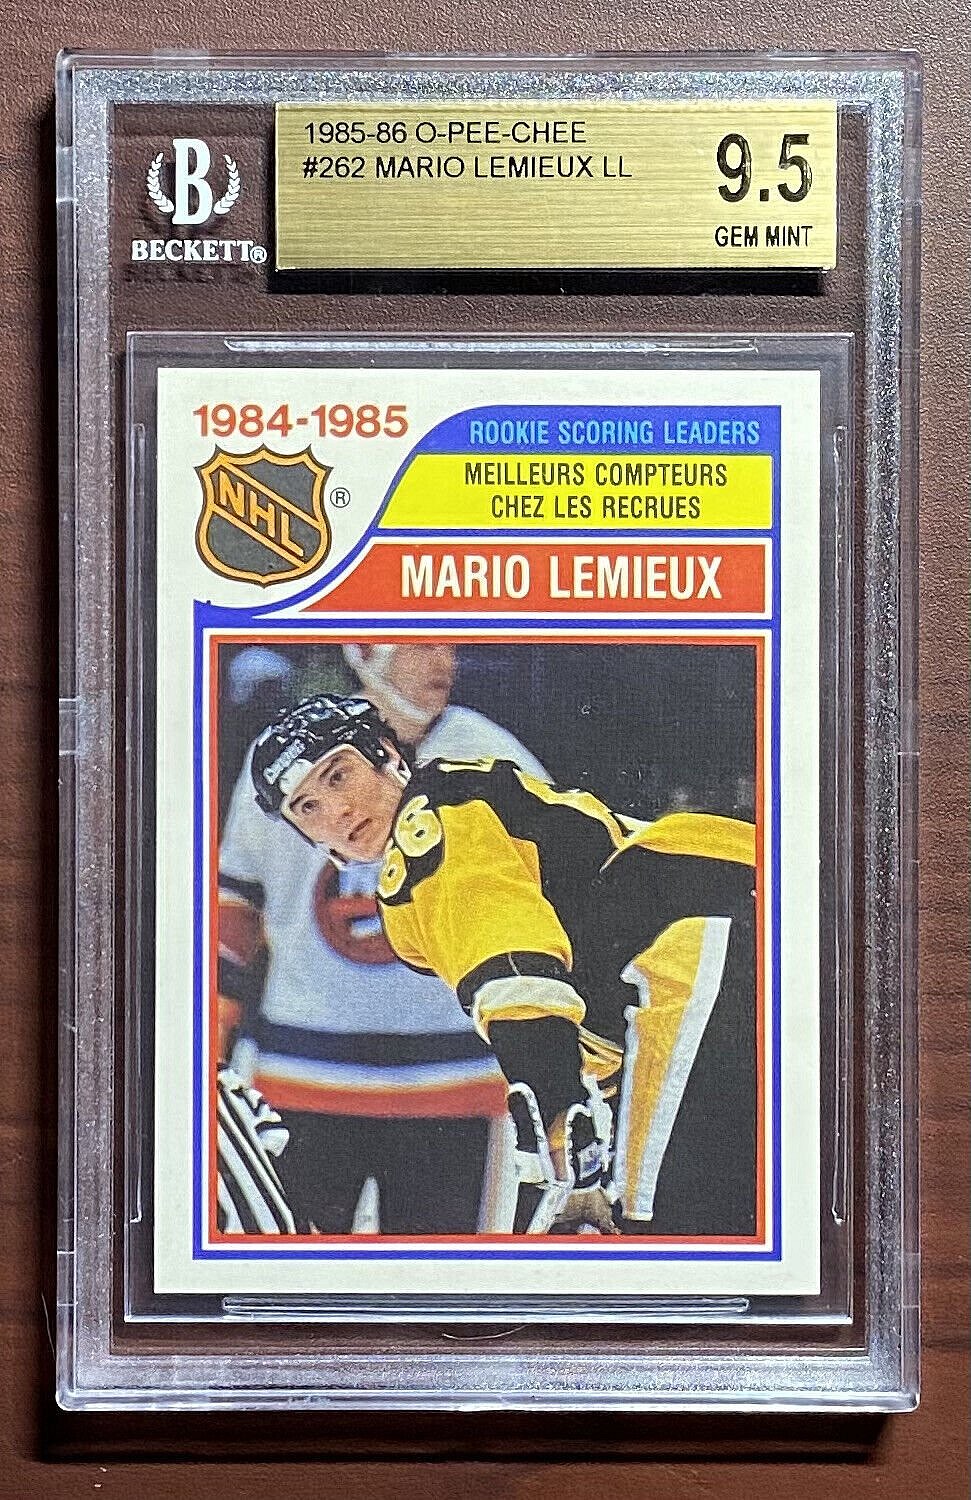 1985-86 O-PEE-CHEE
#262 MARIO LEMIEUX LL
9.5
GEM MINT
B
BECKETT®
1984-1985
NHL ®
ROOKIE SCORING LEADERS
MEILLEURS COMPTEURS
CHEZ LES RECRUES
MARIO LEMIEUX
66